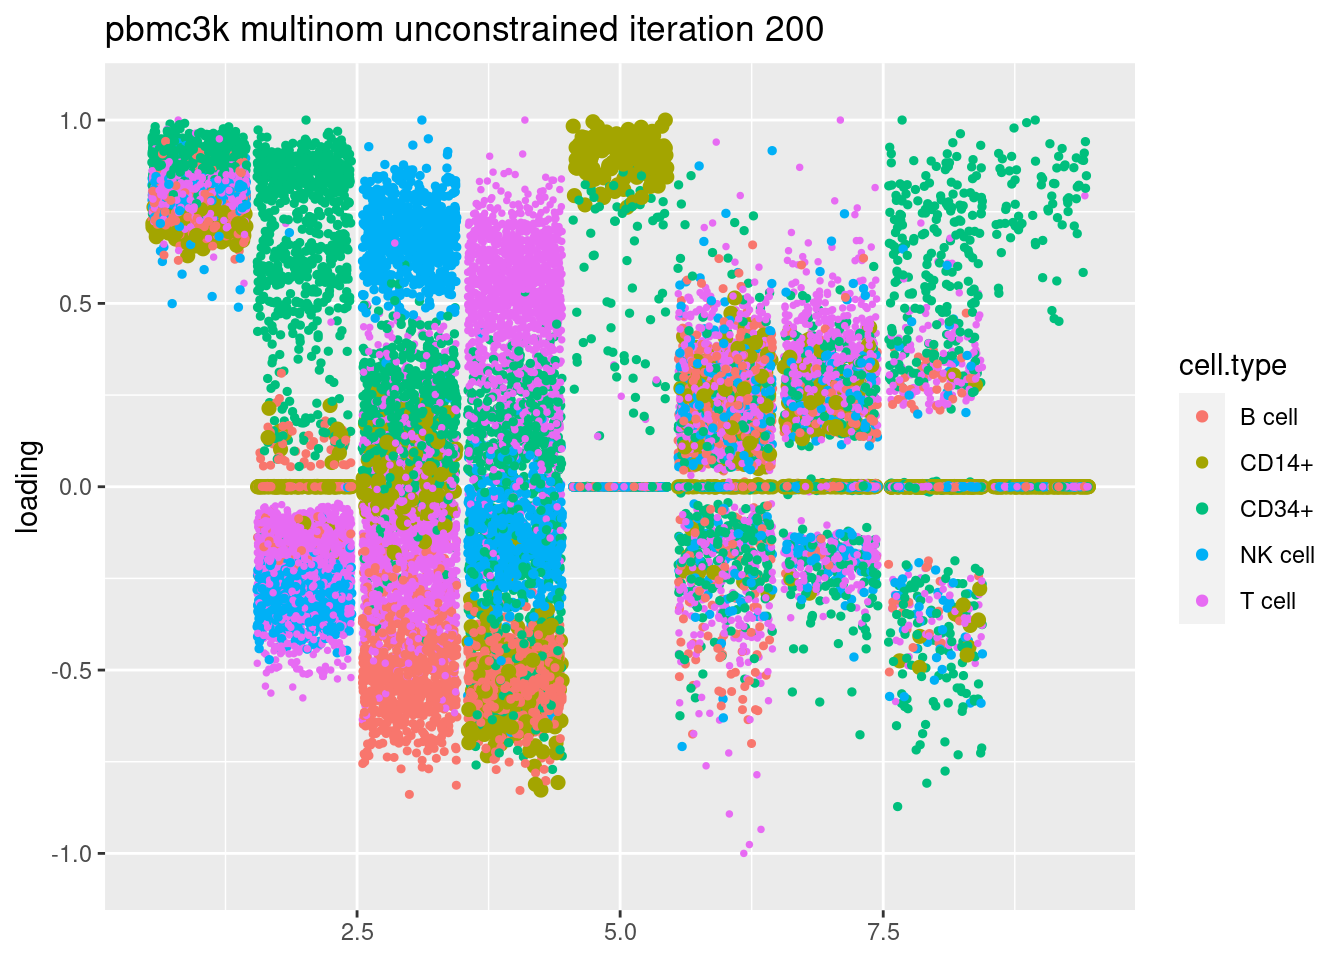 pbmc3k multinom unconstrained iteration 200
loading
1.0
0.5
0.0
-0.5
-1.0
2.5
5.0
7.5
cell.type
B cell
CD14+
CD34+
NK cell
T cell